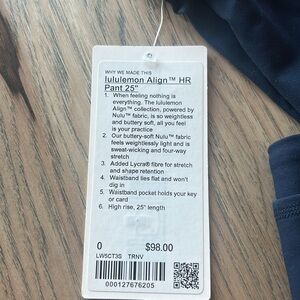 WHY WE MADE THIS
lululemon Align™ HR
Pant 25"
1. When feeling nothing is
everything. The lululemon
Align™ collection, powered by
Nulu™ fabric, is so weightless
and buttery soft, all you feel
is your practice
2. Our buttery-soft Nulu™ fabric
feels weightlessly light and is
sweat-wicking and four-way
stretch
3. Added Lycra® fibre for stretch
and shape retention
4. Waistband lies flat and won't
dig in
5. Waistband pocket holds your key
or card
6. High rise, 25" length
0 $98.00
LW5CT3S TRNV
000127676205